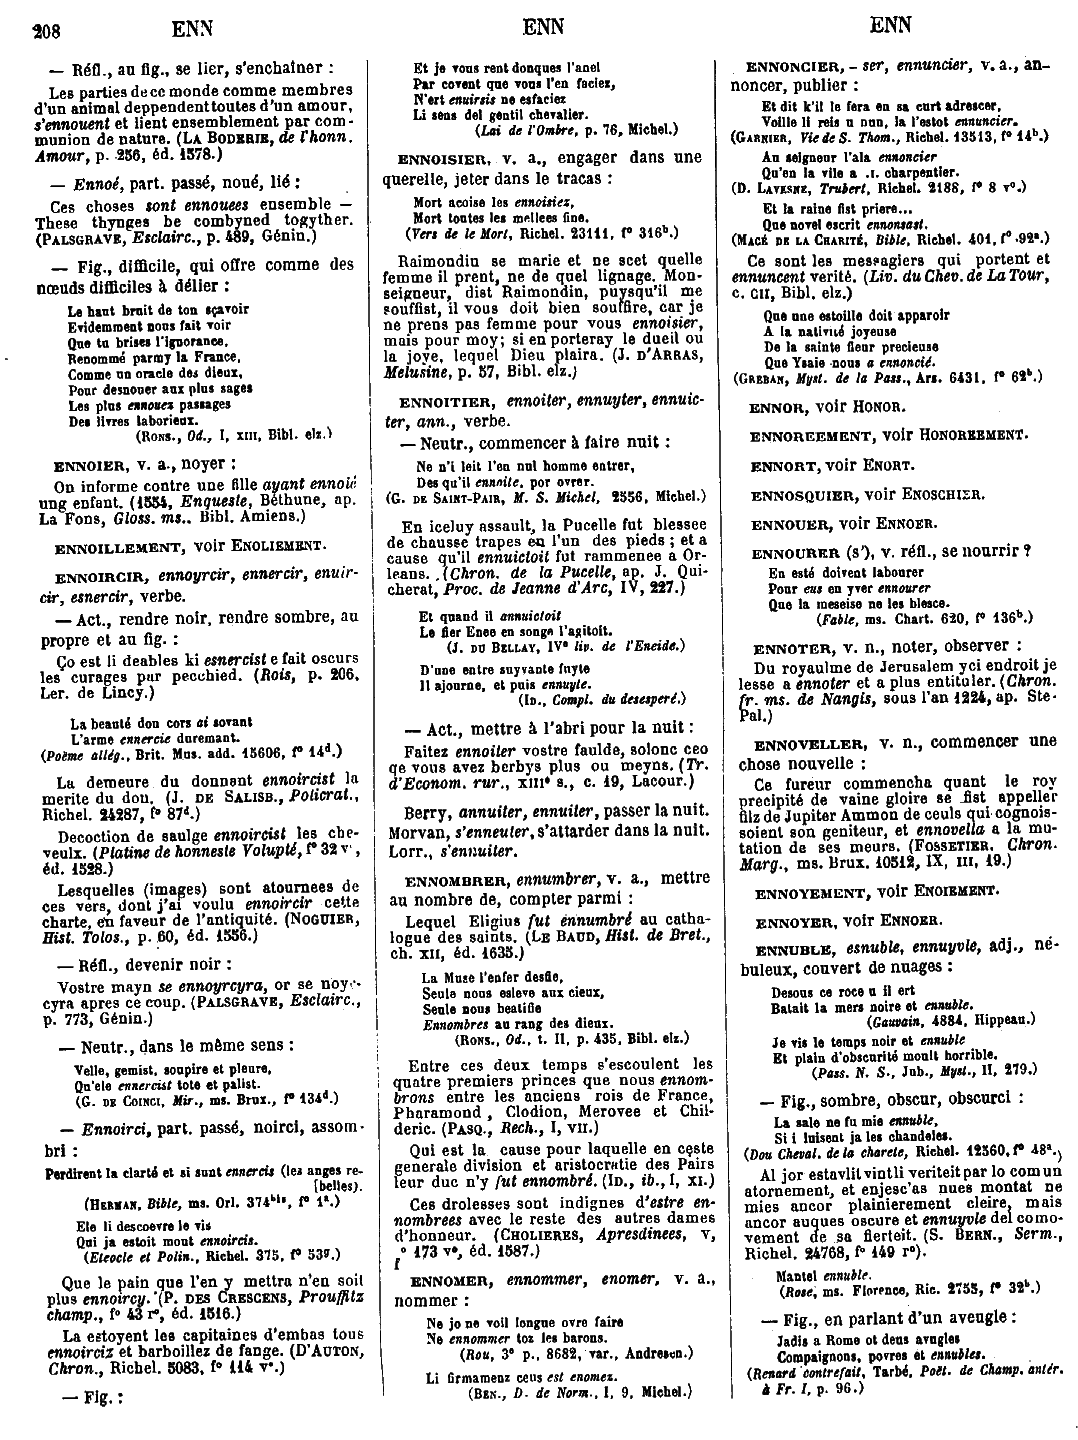 208 ENN ENN ENN
— Réfl., au fig., se lier, s'enchaîner :
Les parties de ce monde comme membres
d'un animal deppendent toutes d'un amour,
s'ennouent et lient ensemblement par com-
munion de nature. (LA BODERIE, de l'honn.
Amour, p. 256, éd. 1578.)
— Ennoé, part. passé, noué, lié :
Ces choses sont ennouees ensemble —
These thynges be combyned togyther.
(PALSGRAVE, Esclairc., p. 489, Génin.)
— Fig., difficile, qui offre comme des
nœuds difficiles à délier :
Le haut bruit de ton sçavoir
Evidemment nous fait voir
Que tu brises l'ignorance,
Renommé parmy la France,
Comme un oracle des dieux,
Pour desnouer aux plus sages
Les plus ennouez passages
Des livres laborieux.
(RONS., Od., I, XIII, Bibl. elz.)
ENNOIER, v. a., noyer :
On informe contre une fille ayant ennoié
ung enfant. (1554, Enqueste, Béthune, ap.
La Fons, Gloss. ms., Bibl. Amiens.)
ENNOILLEMENT, voir ENOLIEMENT.
ENNOIRCIR, ennoyrcir, ennercir, enuir-
cir, esnercir, verbe.
— Act., rendre noir, rendre sombre, au
propre et au fig. :
Ço est li deables ki esnercist e fait oscurs
les curages pur pecchied. (Rois, p. 206,
Ler. de Lincy.)
La beauté dou cors ai sovant
L'arme ennercie durement.
(Poème allég., Brit. Mus. add. 15606, f° 14d.)
La demeure du donnant ennoircist la
merite du don. (J. DE SALISB., Policrat.,
Richel. 24287, f° 87d.)
Decoction de saulge ennoircist les che-
veulx. (Platine de honneste Volupté, f° 32 v°,
éd. 1528.)
Lesquelles (images) sont atournees de
ces vers, dont j'ai voulu ennoircir ceste
charte, en faveur de l'antiquité. (NOGUIER,
Hist. Tolos., p. 60, éd. 1556.)
— Réfl., devenir noir :
Vostre mayn se ennoyrcyra, or se noyr-
cyra apres ce coup. (PALSGRAVE, Esclairc.,
p. 773, Génin.)
— Neutr., dans le même sens :
Velle, gemist, soupire et pleure,
Qu'ele ennercist tote et palist.
(G. DE COINCI, Mir., ms. Brux., f° 134d.)
— Ennoirci, part. passé, noirci, assom-
bri :
Perdirent la clarté et si sunt ennercis (les anges re-
[belles).
(HERMAN, Bible, ms. Orl. 374bis, f° 1a.)
Ele li descoevre le vis
Qui ja estoit mout ennoircis.
(Eteocle et Polin., Richel. 375, f° 53g.)
Que le pain que l'en y mettra n'en soit
plus ennoircy. (P. DES CRESCENS, Prouffitz
champ., f° 43 r°, éd. 1516.)
La estoyent les capitaines d'embas tous
ennoirciz et barboillez de fange. (D'AUTON,
Chron., Richel. 5083, f° 114 v°.)
— Fig. :
Et je vous rent donques l'anel
Par covent que vous l'en faciez,
N'ert enuirsis ne esfaciez
Li sens del gentil chevalier.
(Lai de l'Ombre, p. 76, Michel.)
ENNOISIER, v. a., engager dans une
querelle, jeter dans le tracas :
Mort acoise les ennoisiez,
Mort toutes les mellees fine.
(Vers de le Mort, Richel. 23111, f° 316b.)
Raimondin se marie et ne scet quelle
femme il prent, ne de quel lignage. Mon-
seigneur, dist Raimondin, puysqu'il me
souffist, il vous doit bien souffire, car je
ne prens pas femme pour vous ennoisier,
mais pour moy; si en porteray le dueil ou
la joye, lequel Dieu plaira. (J. D'ARRAS,
Melusine, p. 57, Bibl. elz.)
ENNOITIER, ennoiter, ennuyter, ennuic-
ter, ann., verbe.
— Neutr., commencer à faire nuit :
Ne n'i leit l'en nul homme entrer,
Des qu'il ennoite, por ovrer.
(G. DE SAINT-PAIR, M. S. Michel, 2556, Michel.)
En iceluy assault, la Pucelle fut blessee
de chausse trapes en l'un des pieds; et a
cause qu'il ennuictoit fut rammenee a Or-
leans. (Chron. de la Pucelle, ap. J. Qui-
cherat, Proc. de Jeanne d'Arc, IV, 227.)
Et quand il annuictoit
Le fier Enee en songe l'agitoit.
(J. DU BELLAY, IVe liv. de l'Eneide.)
D'une entre suyvante fuyte
Il ajourne, et puis ennuyte.
(ID., Compl. du desesperé.)
— Act., mettre à l'abri pour la nuit :
Faitez ennoiter vostre faulde, solonc ceo
qe vous avez berbys plus ou meyns. (Tr.
d'Econom. rur., XIIIe s., c. 19, Lacour.)
Berry, annuiter, ennuiter, passer la nuit.
Morvan, s'enneuter, s'attarder dans la nuit.
Lorr., s'ennuiter.
ENNOMBRER, ennumbrer, v. a., mettre
au nombre de, compter parmi :
Lequel Eligius fut ennumbré au catha-
logue des saints. (LE BAUD, Hist. de Bret.,
ch. XII, éd. 1635.)
La Muse l'enfer desfie,
Seule nous esleve aux cieux,
Seule nous beatifie
Ennombres au rang des dieux.
(RONS., Od., t. II, p. 435, Bibl. elz.)
Entre ces deux temps s'escoulent les
quatre premiers princes que nous ennom-
brons entre les anciens rois de France,
Pharamond, Clodion, Merovee et Chil-
deric. (PASQ., Rech., I, VII.)
Qui est la cause pour laquelle en ceste
generale division et aristocratie des Pairs
leur duc n'y fut ennombré. (ID., ib., I, XI.)
Ces drolesses sont indignes d'estre en-
nombrees avec le reste des autres dames
d'honneur. (CHOLIERES, Apresdinees, V,
f° 173 v°, éd. 1587.)
ENNOMER, ennommer, enomer, v. a.,
nommer :
Ne jo ne voil longue ovre faire
Ne ennommer toz les barons.
(Rou, 3e p., 8682, var., Andresen.)
Li firmamenz ceus est enomez.
(BEN., D. de Norm., I, 9, Michel.)
ENNONCIER, - ser, ennuncier, v. a., an-
noncer, publier :
Et dit k'il le fera en sa curt adrescer,
Voille li reis u nun, la l'estot ennuncier.
(GARNIER, Vie de S. Thom., Richel. 13513, f° 14b.)
Au seigneur l'ala ennoncier
Qu'en la vile a .I. charpentier.
(D. LAVESNE, Trubert, Richel. 2188, f° 8 v°.)
Et la raine fist priere...
Que novel escrit ennonsast.
(MACÉ DE LA CHARITÉ, Bible, Richel. 401, f° 92a.)
Ce sont les messagiers qui portent et
ennuncent verité. (Liv. du Chev. de La Tour,
c. CII, Bibl. elz.)
Que une estoille doit apparoir
A la nativité joyeuse
De la sainte fleur precieuse
Que Ysaie nous a ennoncié.
(GREBAN, Myst. de la Pass., Ars. 6431, f° 62b.)
ENNOR, voir HONOR.
ENNOREEMENT, voir HONOREEMENT.
ENNORT, voir ENORT.
ENNOSQUIER, voir ENOSCHIER.
ENNOUER, voir ENNOER.
ENNOURER (s'), v. réfl., se nourrir ?
En esté doivent labourer
Pour eus en yver ennourer
Que la meseise ne les blesce.
(Fable, ms. Chart. 620, f° 136b.)
ENNOTER, v. n., noter, observer :
Du royaulme de Jerusalem yci endroit je
lesse a ennoter et a plus entituler. (Chron.
fr. ms. de Nangis, sous l'an 1224, ap. Ste-
Pal.)
ENNOVELLER, v. n., commencer une
chose nouvelle :
Ce fureur commencha quant le roy
precipité de vaine gloire se fist appeller
filz de Jupiter Ammon de ceuls qui cognois-
soient son geniteur, et ennovella a la mu-
tation de ses meurs. (FOSSETIER, Chron.
Marg., ms. Brux. 10512, IX, III, 19.)
ENNOYEMENT, voir ENOIEMENT.
ENNOYER, voir ENNOER.
ENNUBLE, esnuble, ennuyvle, adj., né-
buleux, couvert de nuages :
Desous ce roce u il ert
Batait la mers noire et ennuble.
(Gauvain, 4884, Hippeau.)
Je vis le temps noir et ennuble
Et plain d'obscurité moult horrible.
(Pass. N. S., Jub., Myst., II, 279.)
— Fig., sombre, obscur, obscurci :
La sale ne fu mie ennuble,
Si i luisent ja les chandeles.
(Dou Cheval. de la charete, Richel. 12560, f° 48a.)
Al jor estavlit vint li veriteit par lo comun
atornement, et enjesc'as nues montat ne
mies ancor plainierement cleire, mais
ancor auques oscure et ennuyvle del como-
vement de sa fierteit. (S. BERN., Serm.,
Richel. 24768, f° 149 r°).
Mantel ennuble.
(Rose, ms. Florence, Ric. 2755, f° 32b.)
— Fig., en parlant d'un aveugle :
Jadis a Rome ot deus avugles
Compaignons, povres et ennubles.
(Renard contrefait, Tarbé, Poët. de Champ. antér.
à Fr. I, p. 96.)